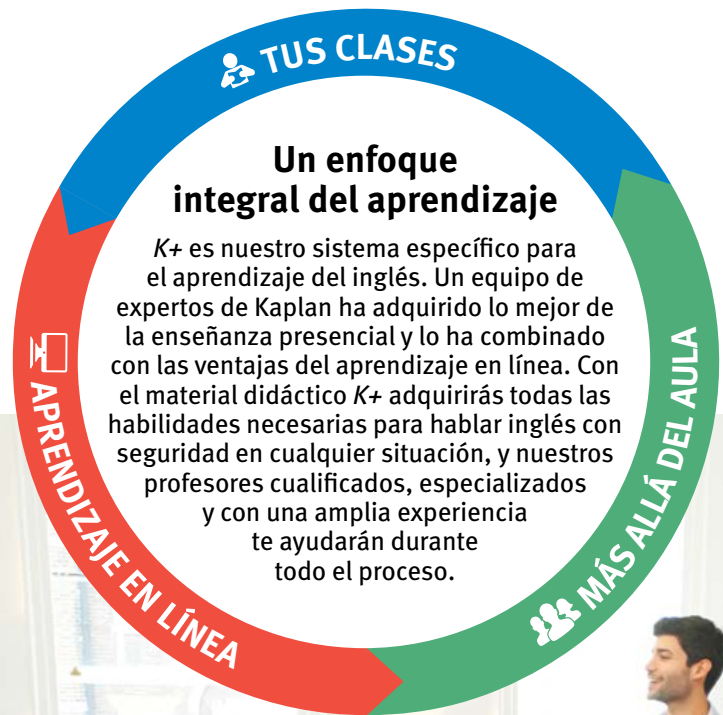 TUS CLASES
Un enfoque
integral del aprendizaje
K+ es nuestro sistema específico para
el aprendizaje del inglés. Un equipo de
expertos de Kaplan ha adquirido lo mejor de
la enseñanza presencial y lo ha combinado
con las ventajas del aprendizaje en línea. Con
el material didáctico K+ adquirirás todas las
habilidades necesarias para hablar inglés con
seguridad en cualquier situación, y nuestros
profesores cualificados, especializados
y con una amplia experiencia
te ayudarán durante
todo el proceso.
APRENDIZAJE EN LÍNEA
MÁS ALLÁ DEL AULA